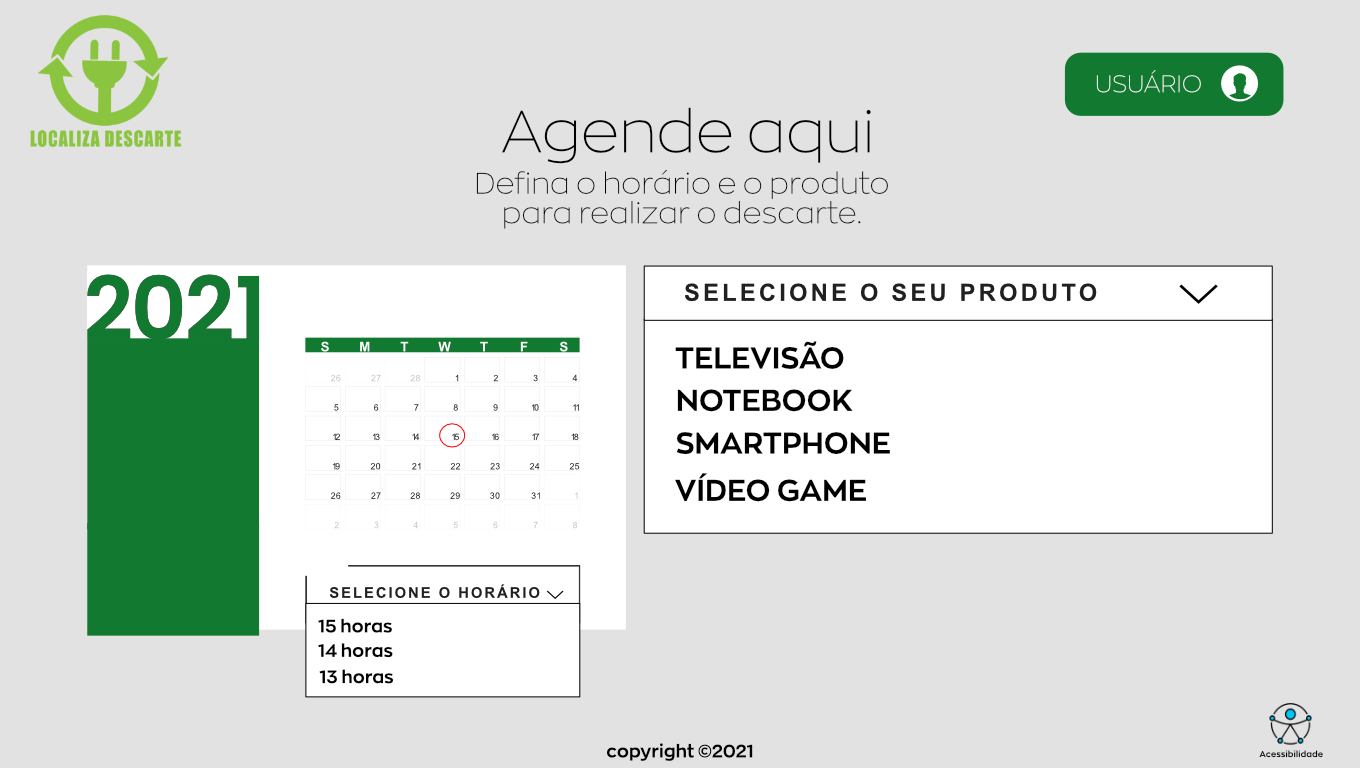 LOCALIZA DESCARTE
USUÁRIO
Agende aqui
Defina o horário e o produto
para realizar o descarte.
2021
S M T W T F S
26 27 28 1 2 3 4
5 6 7 8 9 10 11
12 13 14 15 16 17 18
19 20 21 22 23 24 25
26 27 28 29 30 31 1
2 3 4 5 6 7 8
SELECIONE O HORÁRIO
15 horas
14 horas
13 horas
SELECIONE O SEU PRODUTO
TELEVISÃO
NOTEBOOK
SMARTPHONE
VÍDEO GAME
Acessibilidade
copyright ©2021